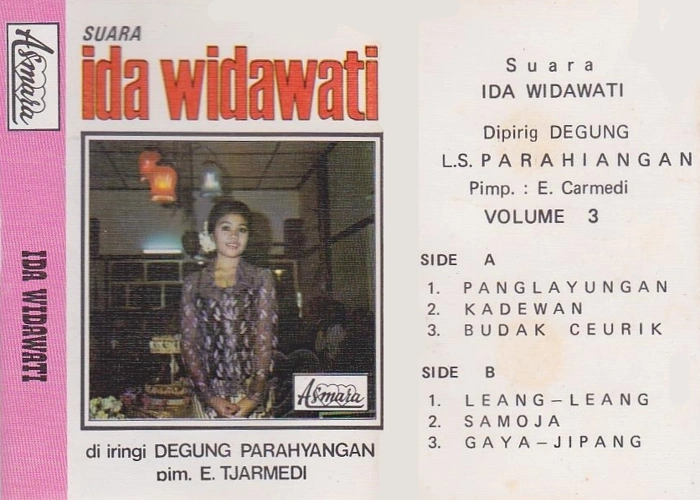 Asmara
IDA WIDAWATI
SUARA
ida widawati
Asmara
di iringi DEGUNG PARAHYANGAN
pim. E. TJARMEDI
Suara
IDA WIDAWATI
Dipirig DEGUNG
L.S. PARAHIANGAN
Pimp. : E. Carmedi
VOLUME 3
SIDE A
1. PANGLAYUNGAN
2. KADEWAN
3. BUDAK CEURIK
SIDE B
1. LEANG-LEANG
2. SAMOJA
3. GAYA-JIPANG